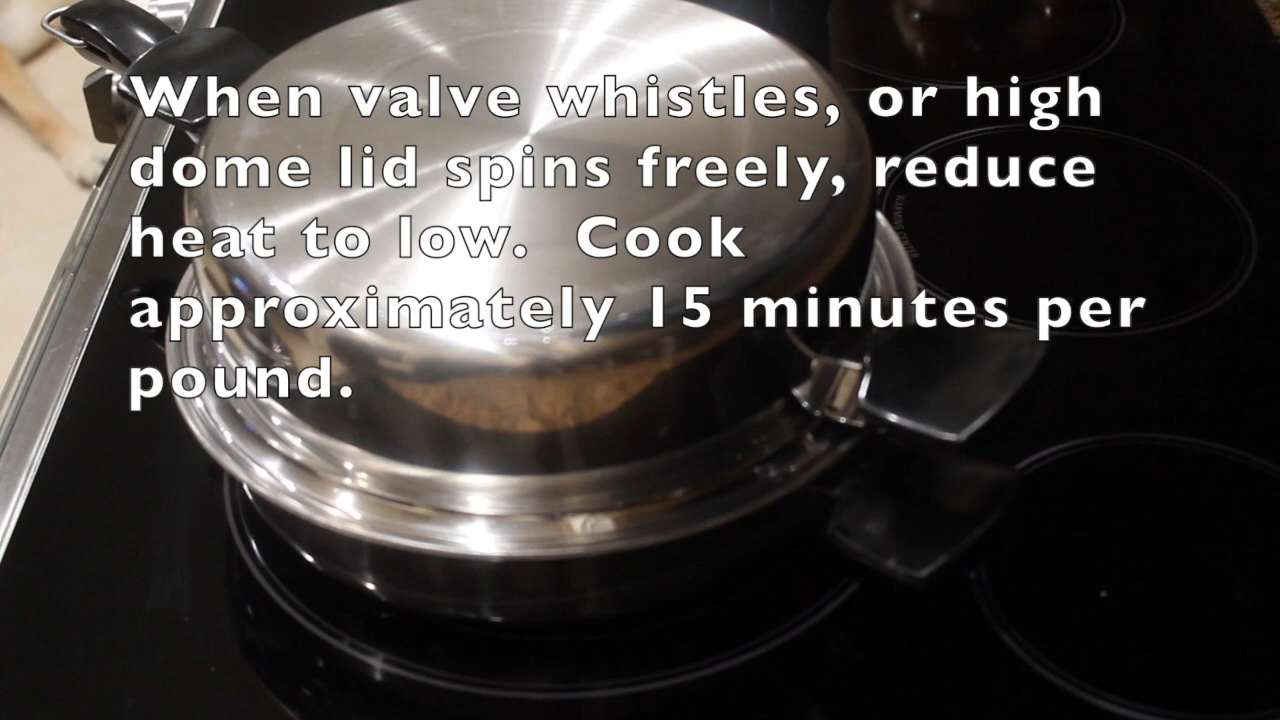 When valve whistles, or high
dome lid spins freely, reduce
heat to low.  Cook
approximately 15 minutes per
pound.